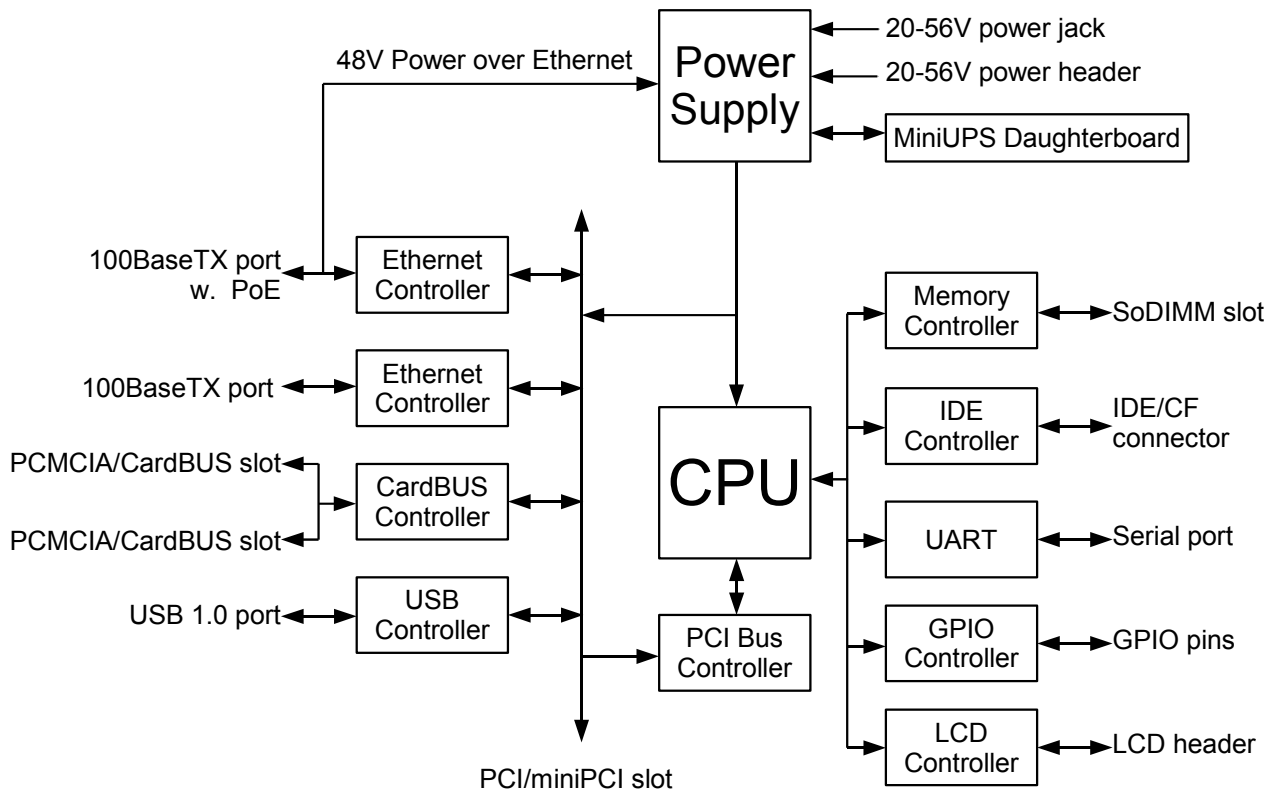 20-56V power jack
48V Power over Ethernet
Power
Supply
20-56V power header
MiniUPS Daughterboard
100BaseTX port
w. PoE
Ethernet
Controller
100BaseTX port
Ethernet
Controller
PCMCIA/CardBUS slot
PCMCIA/CardBUS slot
CardBUS
Controller
USB 1.0 port
USB
Controller
PCI/miniPCI slot
CPU
PCI Bus
Controller
Memory
Controller
SoDIMM slot
IDE
Controller
IDE/CF
connector
UART
Serial port
GPIO
Controller
GPIO pins
LCD
Controller
LCD header